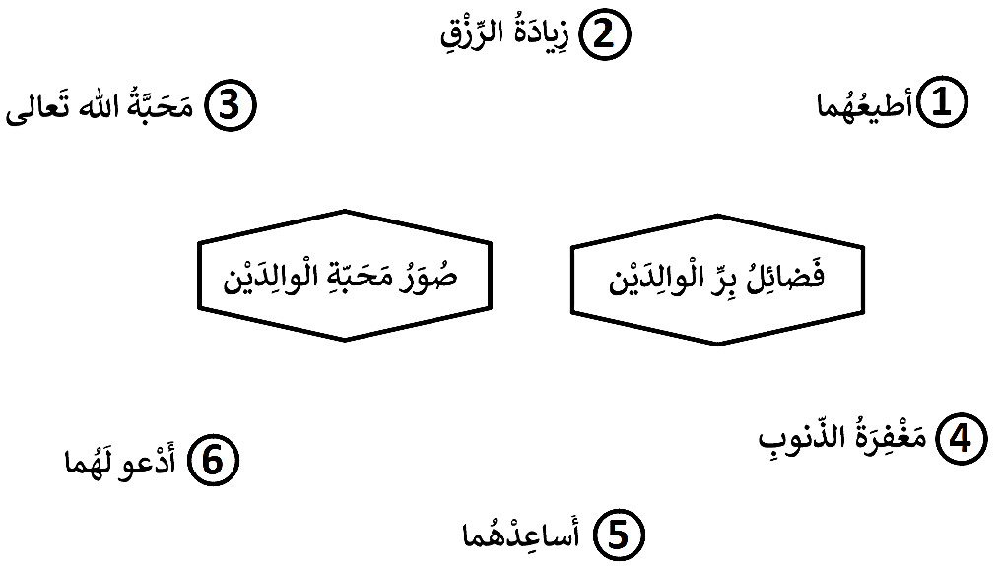 2 زِيادَةُ الرِّزْقِ
1 أطيعُهُما
3 مَحَبَّةُ الله تَعالى
فَضائِلُ بِرِّ الْوالِدَيْن
صُوَرُ مَحَبّةِ الْوالِدَيْن
4 مَغْفِرَةُ الذّنوبِ
6 أَدْعو لَهُما
5 أَساعِدْهُما